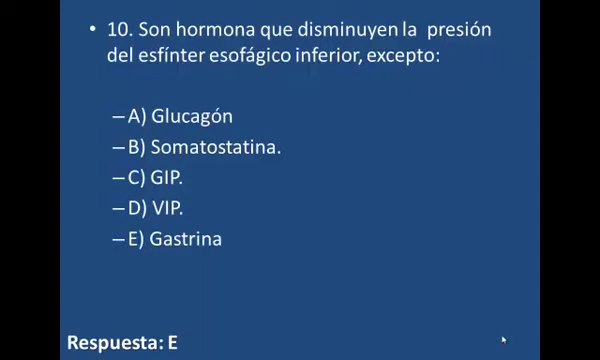 • 10. Son hormona que disminuyen la presión
del esfínter esofágico inferior, excepto:
–A) Glucagón
–B) Somatostatina.
–C) GIP.
–D) VIP.
–E) Gastrina
Respuesta: E